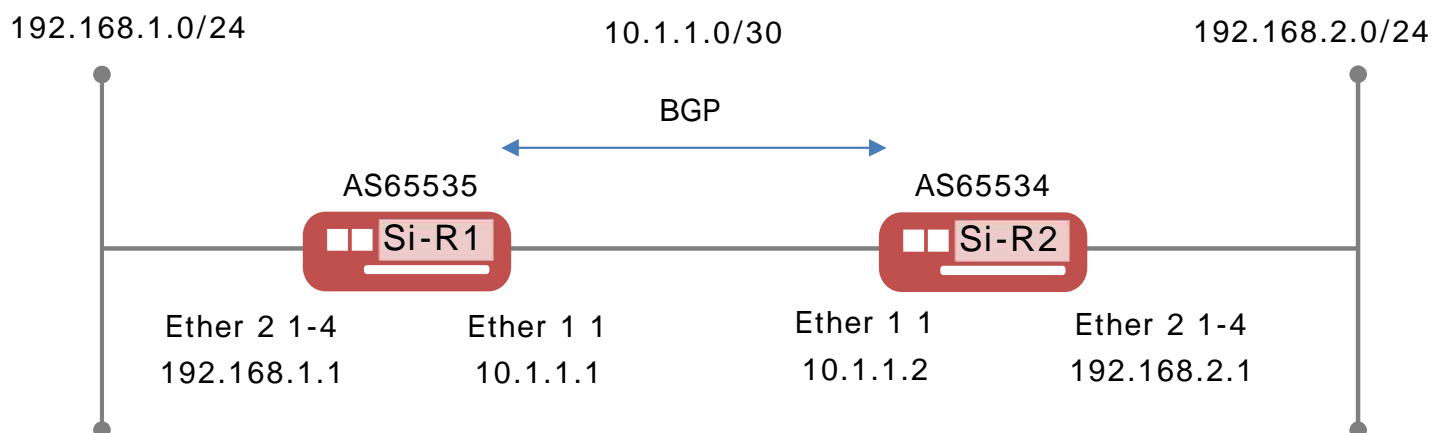 192.168.1.0/24
10.1.1.0/30
192.168.2.0/24
BGP
AS65535
AS65534
Si-R1
Si-R2
Ether 2 1-4
192.168.1.1
Ether 1 1
10.1.1.1
Ether 1 1
10.1.1.2
Ether 2 1-4
192.168.2.1